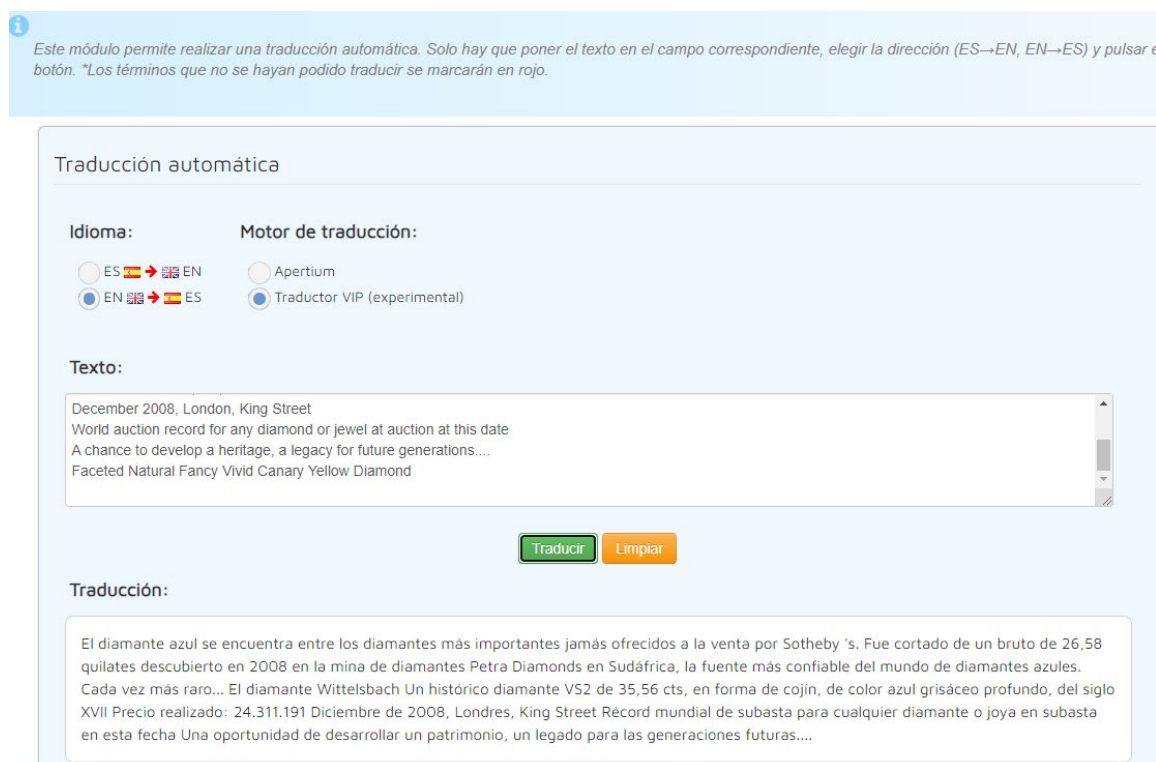 Este módulo permite realizar una traducción automática. Solo hay que poner el texto en el campo correspondiente, elegir la dirección (ES→EN, EN→ES) y pulsar e
botón. *Los términos que no se hayan podido traducir se marcarán en rojo.
Traducción automática
Idioma: Motor de traducción:
ES → EN Apertium
EN → ES Traductor VIP (experimental)
Texto:
December 2008, London, King Street
World auction record for any diamond or jewel at auction at this date
A chance to develop a heritage, a legacy for future generations....
Faceted Natural Fancy Vivid Canary Yellow Diamond
Traducir Limpiar
Traducción:
El diamante azul se encuentra entre los diamantes más importantes jamás ofrecidos a la venta por Sotheby 's. Fue cortado de un bruto de 26,58
quilates descubierto en 2008 en la mina de diamantes Petra Diamonds en Sudáfrica, la fuente más confiable del mundo de diamantes azules.
Cada vez más raro... El diamante Wittelsbach Un histórico diamante VS2 de 35,56 cts, en forma de cojín, de color azul grisáceo profundo, del siglo
XVII Precio realizado: 24.311.191 Diciembre de 2008, Londres, King Street Récord mundial de subasta para cualquier diamante o joya en subasta
en esta fecha Una oportunidad de desarrollar un patrimonio, un legado para las generaciones futuras....